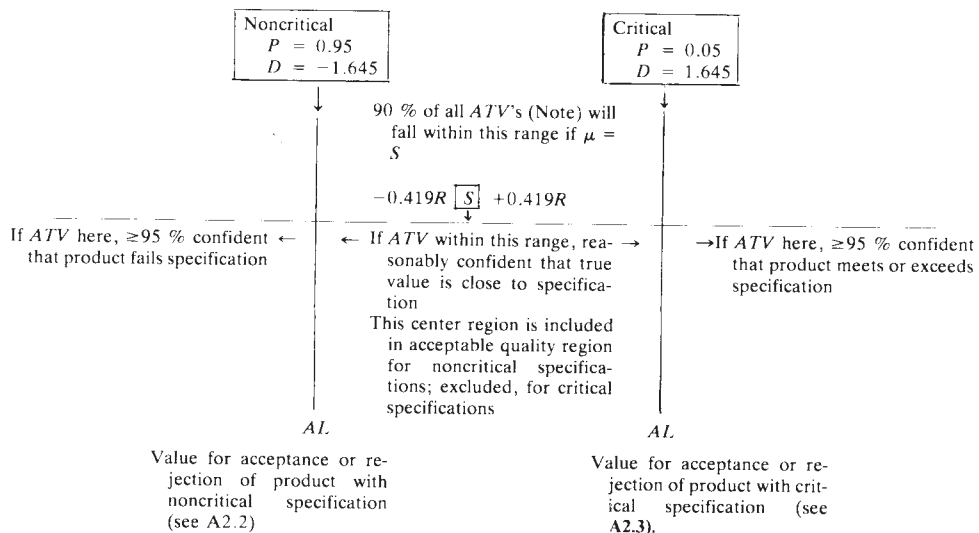 Noncritical
P = 0.95
D = −1.645
Critical
P = 0.05
D = 1.645
90 % of all ATV's (Note) will
fall within this range if μ =
S
−0.419R S +0.419R
If ATV here, ≥95 % confident ←
that product fails specification
← If ATV within this range, rea- →
sonably confident that true
value is close to specifica-
tion
This center region is included
in acceptable quality region
for noncritical specifica-
tions; excluded, for critical
specifications
→If ATV here, ≥95 % confident
that product meets or exceeds
specification
AL
Value for acceptance or re-
jection of product with
noncritical specification
(see A2.2)
AL
Value for acceptance or re-
jection of product with crit-
ical specification (see
A2.3).